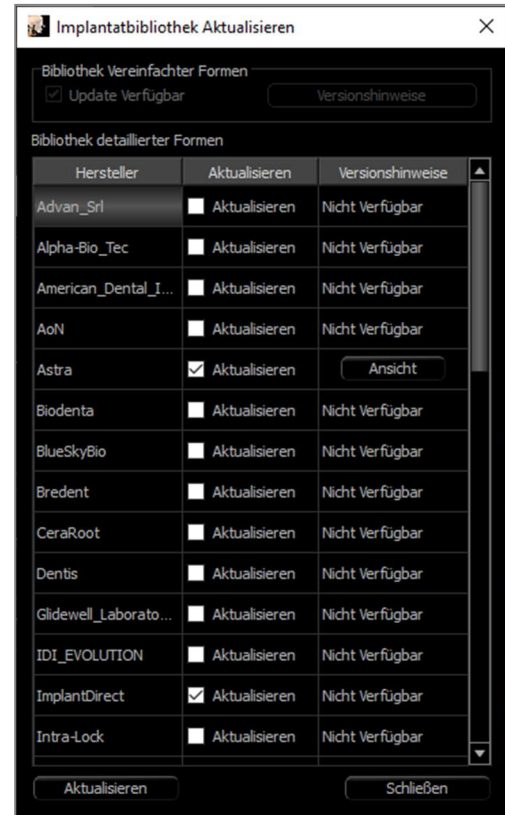 Implantatbibliothek Aktualisieren
Bibliothek Vereinfachter Formen
Update Verfügbar Versionshinweise
Bibliothek detaillierter Formen
Hersteller Aktualisieren Versionshinweise
Advan_Srl Aktualisieren Nicht Verfügbar
Alpha-Bio_Tec Aktualisieren Nicht Verfügbar
American_Dental_I... Aktualisieren Nicht Verfügbar
AoN Aktualisieren Nicht Verfügbar
Astra Aktualisieren Ansicht
Biodenta Aktualisieren Nicht Verfügbar
BlueSkyBio Aktualisieren Nicht Verfügbar
Bredent Aktualisieren Nicht Verfügbar
CeraRoot Aktualisieren Nicht Verfügbar
Dentis Aktualisieren Nicht Verfügbar
Glidewell_Laborato... Aktualisieren Nicht Verfügbar
IDI_EVOLUTION Aktualisieren Nicht Verfügbar
ImplantDirect Aktualisieren Nicht Verfügbar
Intra-Lock Aktualisieren Nicht Verfügbar
Aktualisieren Schließen